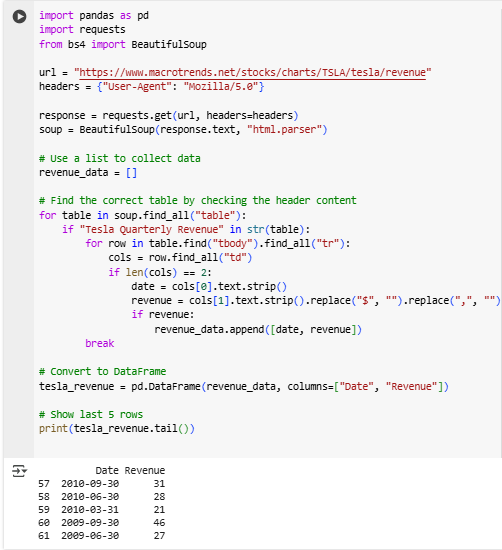 import pandas as pd
import requests
from bs4 import BeautifulSoup

url = "https://www.macrotrends.net/stocks/charts/TSLA/tesla/revenue"
headers = {"User-Agent": "Mozilla/5.0"}

response = requests.get(url, headers=headers)
soup = BeautifulSoup(response.text, "html.parser")

# Use a list to collect data
revenue_data = []

# Find the correct table by checking the header content
for table in soup.find_all("table"):
    if "Tesla Quarterly Revenue" in str(table):
        for row in table.find("tbody").find_all("tr"):
            cols = row.find_all("td")
            if len(cols) == 2:
                date = cols[0].text.strip()
                revenue = cols[1].text.strip().replace("$", "").replace(",", "")
                if revenue:
                    revenue_data.append([date, revenue])
        break

# Convert to DataFrame
tesla_revenue = pd.DataFrame(revenue_data, columns=["Date", "Revenue"])

# Show last 5 rows
print(tesla_revenue.tail())

          Date Revenue
57  2010-09-30      31
58  2010-06-30      28
59  2010-03-31      21
60  2009-09-30      46
61  2009-06-30      27